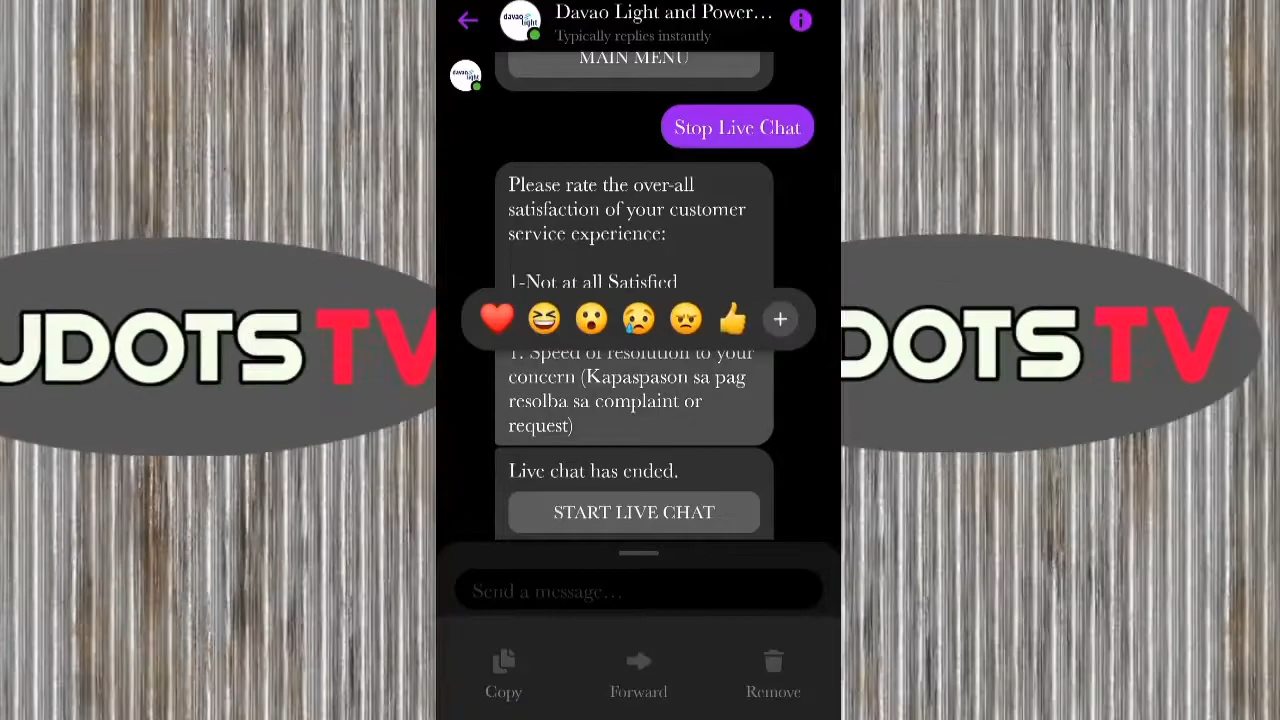 Davao Light and Power...
Typically replies instantly
davao
light
MAIN MENU
Stop Live Chat
Please rate the over-all
satisfaction of your customer
service experience:
1-Not at all Satisfied
1. Speed of resolution to your
concern (Kapaspason sa pag
resolba sa complaint or
request)
Live chat has ended.
START LIVE CHAT
Send a message...
Copy
Forward
Remove
UDOTS TV
DOTS TV